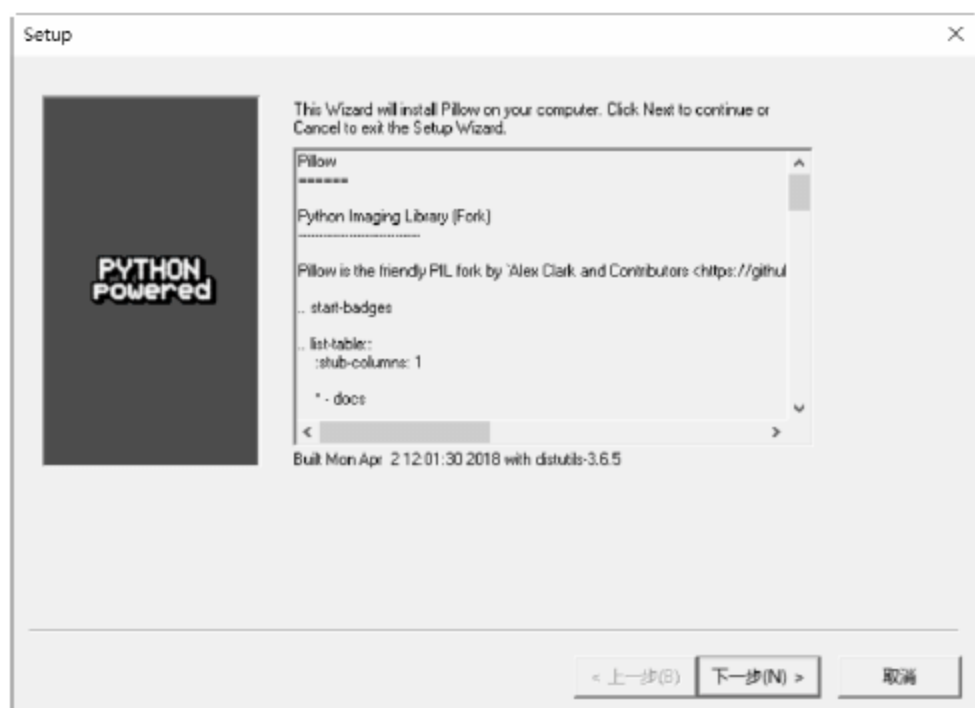 Setup
This Wizard will install Pillow on your computer. Click Next to continue or
Cancel to exit the Setup Wizard.
Pillow
======
Python Imaging Library (Fork)
-----------------------------
Pillow is the friendly PIL fork by `Alex Clark and Contributors <https://githul
.. start-badges
.. list-table::
:stub-columns: 1
* - docs
PYTHON
powered
Built Mon Apr 2 12:01:30 2018 with distutils-3.6.5
< 上一步(B)
下一步(N) >
取消